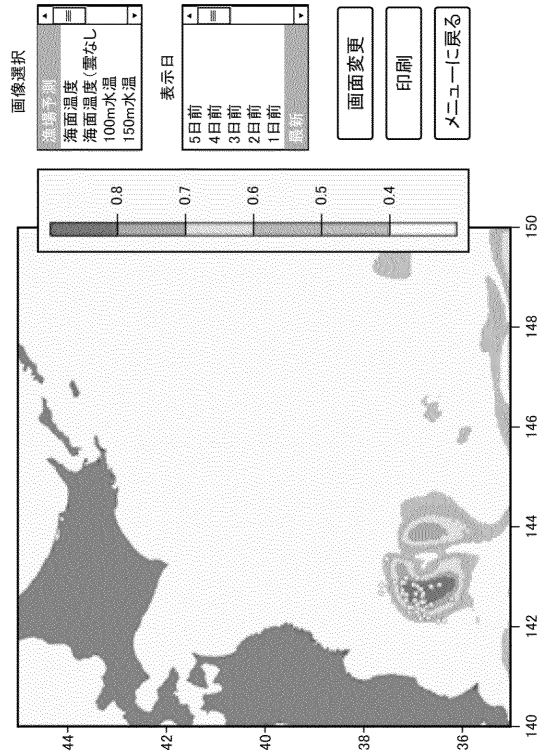 画像選択
漁場予測
海面温度
海面温度(雲なし
100m水温
150m水温
表示日
5日前
4日前
3日前
2日前
1日前
最新
画面変更
印刷
メニューに戻る
0.8
0.7
0.6
0.5
0.4
44
42
40
38
36
140
142
144
146
148
150